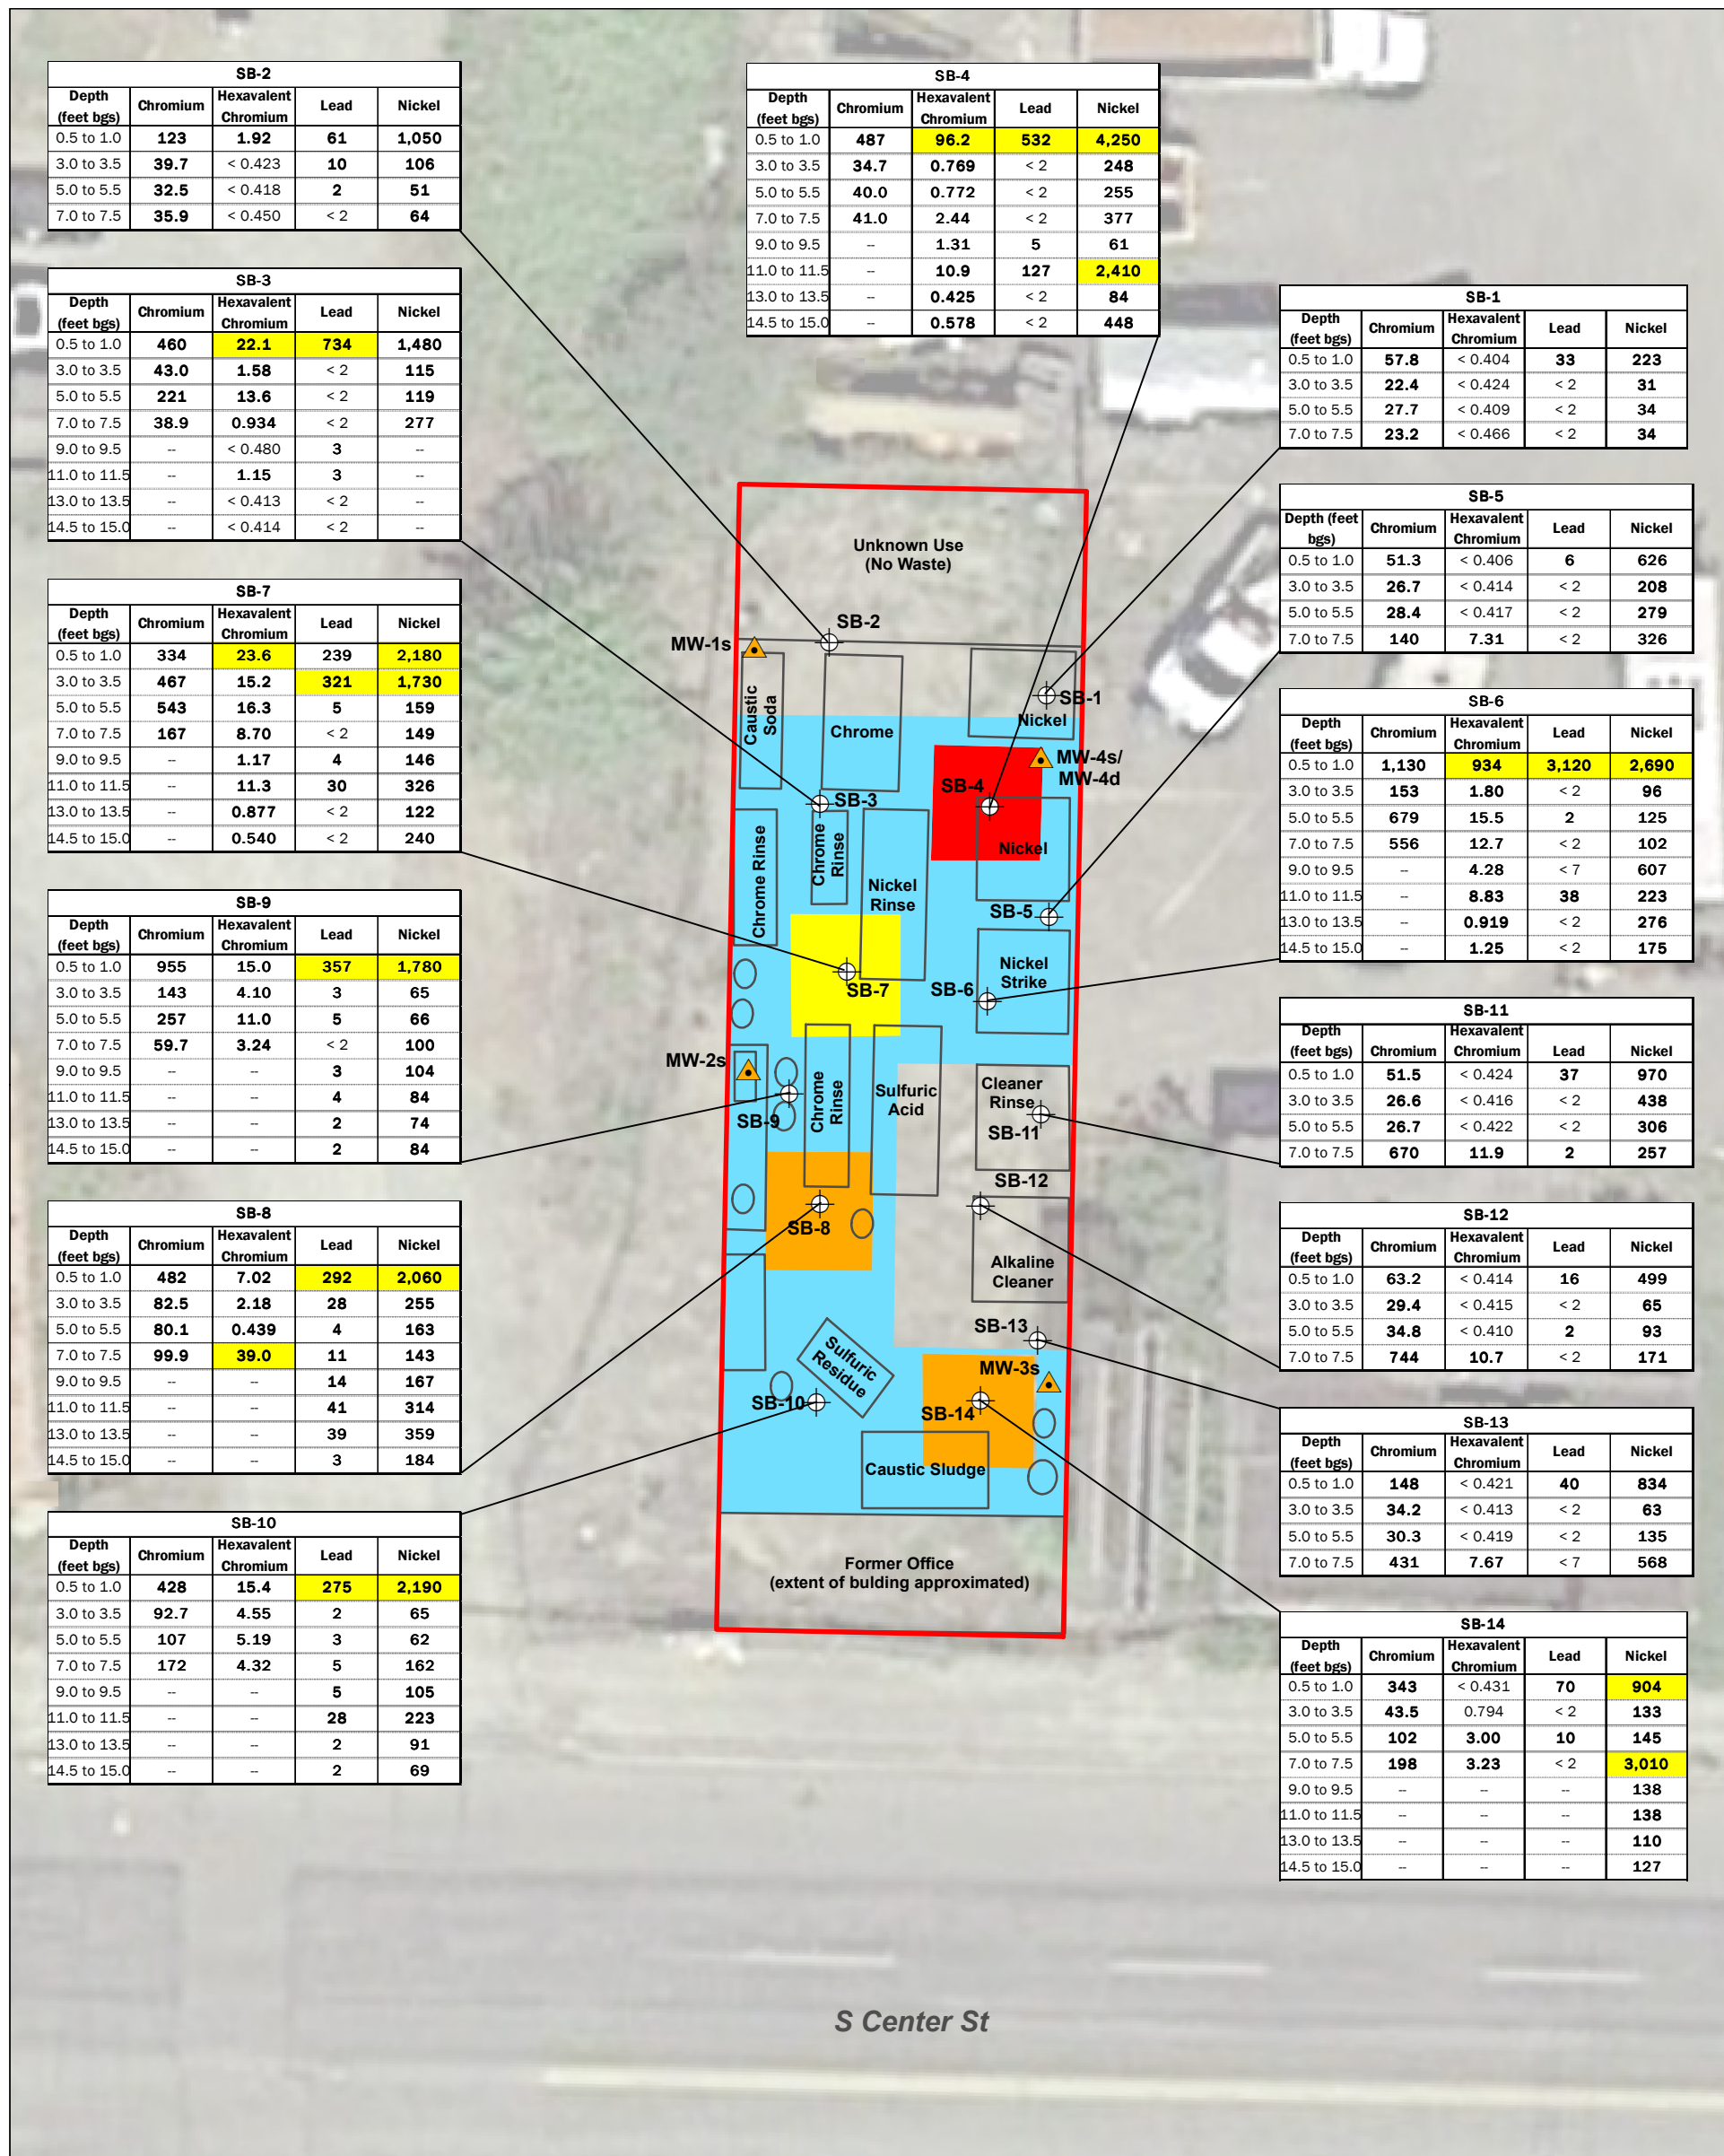 SB-2
Depth (feet bgs) Chromium Hexavalent Chromium Lead Nickel
0.5 to 1.0 123 1.92 61 1,050
3.0 to 3.5 39.7 < 0.423 10 106
5.0 to 5.5 32.5 < 0.418 2 51
7.0 to 7.5 35.9 < 0.450 < 2 64
SB-4
Depth (feet bgs) Chromium Hexavalent Chromium Lead Nickel
0.5 to 1.0 487 96.2 532 4,250
3.0 to 3.5 34.7 0.769 < 2 248
5.0 to 5.5 40.0 0.772 < 2 255
7.0 to 7.5 41.0 2.44 < 2 377
9.0 to 9.5 -- 1.31 5 61
11.0 to 11.5 -- 10.9 127 2,410
13.0 to 13.5 -- 0.425 < 2 84
14.5 to 15.0 -- 0.578 < 2 448
SB-3
Depth (feet bgs) Chromium Hexavalent Chromium Lead Nickel
0.5 to 1.0 460 22.1 734 1,480
3.0 to 3.5 43.0 1.58 < 2 115
5.0 to 5.5 221 13.6 < 2 119
7.0 to 7.5 38.9 0.934 < 2 277
9.0 to 9.5 -- < 0.480 3 --
11.0 to 11.5 -- 1.15 3 --
13.0 to 13.5 -- < 0.413 < 2 --
14.5 to 15.0 -- < 0.414 < 2 --
SB-1
Depth (feet bgs) Chromium Hexavalent Chromium Lead Nickel
0.5 to 1.0 57.8 < 0.404 33 223
3.0 to 3.5 22.4 < 0.424 < 2 31
5.0 to 5.5 27.7 < 0.409 < 2 34
7.0 to 7.5 23.2 < 0.466 < 2 34
SB-5
Depth (feet bgs) Chromium Hexavalent Chromium Lead Nickel
0.5 to 1.0 51.3 < 0.406 6 626
3.0 to 3.5 26.7 < 0.414 < 2 208
5.0 to 5.5 28.4 < 0.417 < 2 279
7.0 to 7.5 140 7.31 < 2 326
SB-7
Depth (feet bgs) Chromium Hexavalent Chromium Lead Nickel
0.5 to 1.0 334 23.6 239 2,180
3.0 to 3.5 467 15.2 321 1,730
5.0 to 5.5 543 16.3 5 159
7.0 to 7.5 167 8.70 < 2 149
9.0 to 9.5 -- 1.17 4 146
11.0 to 11.5 -- 11.3 30 326
13.0 to 13.5 -- 0.877 < 2 122
14.5 to 15.0 -- 0.540 < 2 240
SB-6
Depth (feet bgs) Chromium Hexavalent Chromium Lead Nickel
0.5 to 1.0 1,130 934 3,120 2,690
3.0 to 3.5 153 1.80 < 2 96
5.0 to 5.5 679 15.5 2 125
7.0 to 7.5 556 12.7 < 2 102
9.0 to 9.5 -- 4.28 < 7 607
11.0 to 11.5 -- 8.83 38 223
13.0 to 13.5 -- 0.919 < 2 276
14.5 to 15.0 -- 1.25 < 2 175
SB-9
Depth (feet bgs) Chromium Hexavalent Chromium Lead Nickel
0.5 to 1.0 955 15.0 357 1,780
3.0 to 3.5 143 4.10 3 65
5.0 to 5.5 257 11.0 5 66
7.0 to 7.5 59.7 3.24 < 2 100
9.0 to 9.5 -- -- 3 104
11.0 to 11.5 -- -- 4 84
13.0 to 13.5 -- -- 2 74
14.5 to 15.0 -- -- 2 84
SB-11
Depth (feet bgs) Chromium Hexavalent Chromium Lead Nickel
0.5 to 1.0 51.5 < 0.424 37 970
3.0 to 3.5 26.6 < 0.416 < 2 438
5.0 to 5.5 26.7 < 0.422 < 2 306
7.0 to 7.5 670 11.9 2 257
SB-8
Depth (feet bgs) Chromium Hexavalent Chromium Lead Nickel
0.5 to 1.0 482 7.02 292 2,060
3.0 to 3.5 82.5 2.18 28 255
5.0 to 5.5 80.1 0.439 4 163
7.0 to 7.5 99.9 39.0 11 143
9.0 to 9.5 -- -- 14 167
11.0 to 11.5 -- -- 41 314
13.0 to 13.5 -- -- 39 359
14.5 to 15.0 -- -- 3 184
SB-12
Depth (feet bgs) Chromium Hexavalent Chromium Lead Nickel
0.5 to 1.0 63.2 < 0.414 16 499
3.0 to 3.5 29.4 < 0.415 < 2 65
5.0 to 5.5 34.8 < 0.410 2 93
7.0 to 7.5 744 10.7 < 2 171
SB-13
Depth (feet bgs) Chromium Hexavalent Chromium Lead Nickel
0.5 to 1.0 148 < 0.421 40 834
3.0 to 3.5 34.2 < 0.413 < 2 63
5.0 to 5.5 30.3 < 0.419 < 2 135
7.0 to 7.5 431 7.67 < 7 568
SB-10
Depth (feet bgs) Chromium Hexavalent Chromium Lead Nickel
0.5 to 1.0 428 15.4 275 2,190
3.0 to 3.5 92.7 4.55 2 65
5.0 to 5.5 107 5.19 3 62
7.0 to 7.5 172 4.32 5 162
9.0 to 9.5 -- -- 5 105
11.0 to 11.5 -- -- 28 223
13.0 to 13.5 -- -- 2 91
14.5 to 15.0 -- -- 2 69
SB-14
Depth (feet bgs) Chromium Hexavalent Chromium Lead Nickel
0.5 to 1.0 343 < 0.431 70 904
3.0 to 3.5 43.5 0.794 < 2 133
5.0 to 5.5 102 3.00 10 145
7.0 to 7.5 198 3.23 < 2 3,010
9.0 to 9.5 -- -- -- 138
11.0 to 11.5 -- -- -- 138
13.0 to 13.5 -- -- -- 110
14.5 to 15.0 -- -- -- 127
Unknown Use
(No Waste)
SB-2
MW-1s
Caustic
Soda
Chrome
SB-1
Nickel
MW-4s/
MW-4d
SB-4
SB-3
Nickel
Chrome Rinse
Chrome
Rinse
Nickel
Rinse
SB-5
Nickel
Strike
SB-6
SB-7
MW-2s
SB-9
Chrome
Rinse
Sulfuric
Acid
Cleaner
Rinse
SB-11
SB-12
SB-8
Alkaline
Cleaner
SB-13
Sulfuric
Residue
MW-3s
SB-10
SB-14
Caustic Sludge
Former Office
(extent of bulding approximated)
S Center St